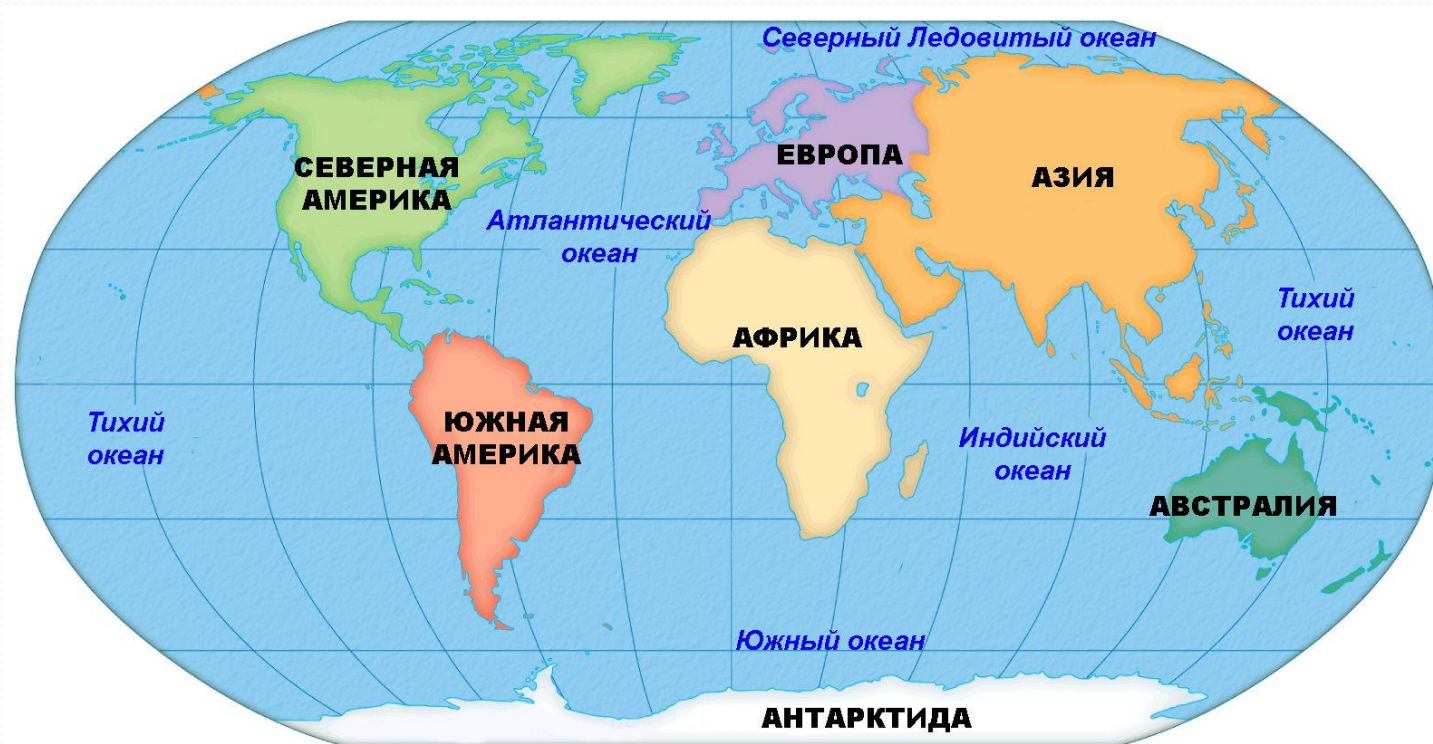 Северный Ледовитый океан
СЕВЕРНАЯ
АМЕРИКА
ЕВРОПА
АЗИЯ
Атлантический
океан
Тихий
океан
АФРИКА
Тихий
океан
ЮЖНАЯ
АМЕРИКА
Индийский
океан
АВСТРАЛИЯ
Южный океан
АНТАРКТИДА